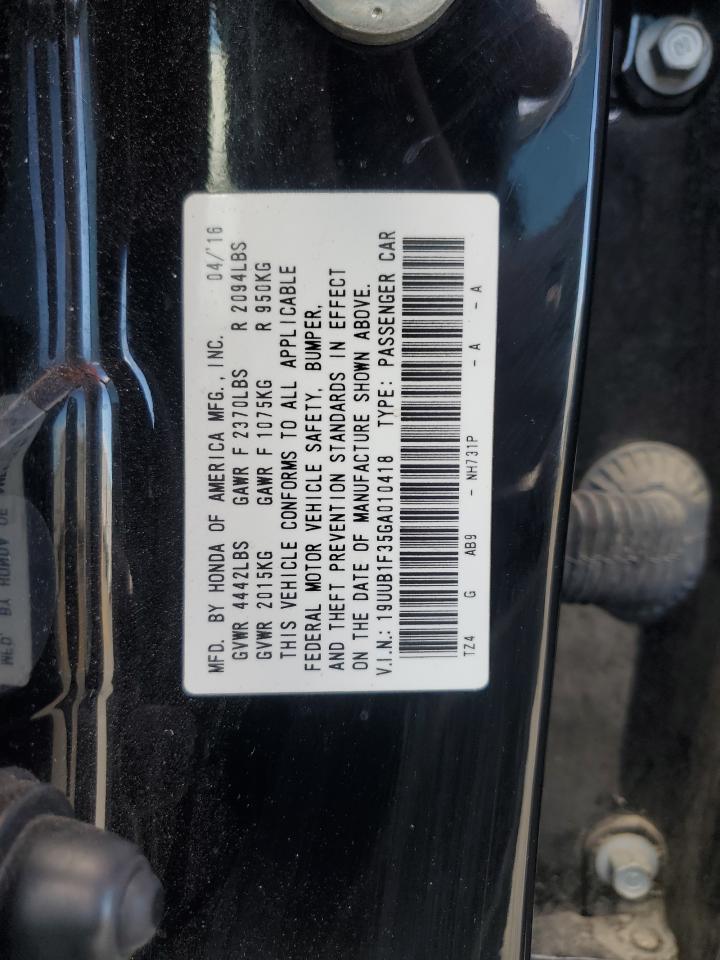 MFD. BY HONDA OF AMERICA MFG., INC. 04/'16
GVWR 4442LBS GAWR F 2370LBS R 2094LBS
GVWR 2015KG GAWR F 1075KG R 950KG
THIS VEHICLE CONFORMS TO ALL APPLICABLE
FEDERAL MOTOR VEHICLE SAFETY, BUMPER,
AND THEFT PREVENTION STANDARDS IN EFFECT
ON THE DATE OF MANUFACTURE SHOWN ABOVE.
V.I.N.: 19UUB1F35GA010418 TYPE: PASSENGER CAR
TZ4 G AB9 - NH731P - A - A